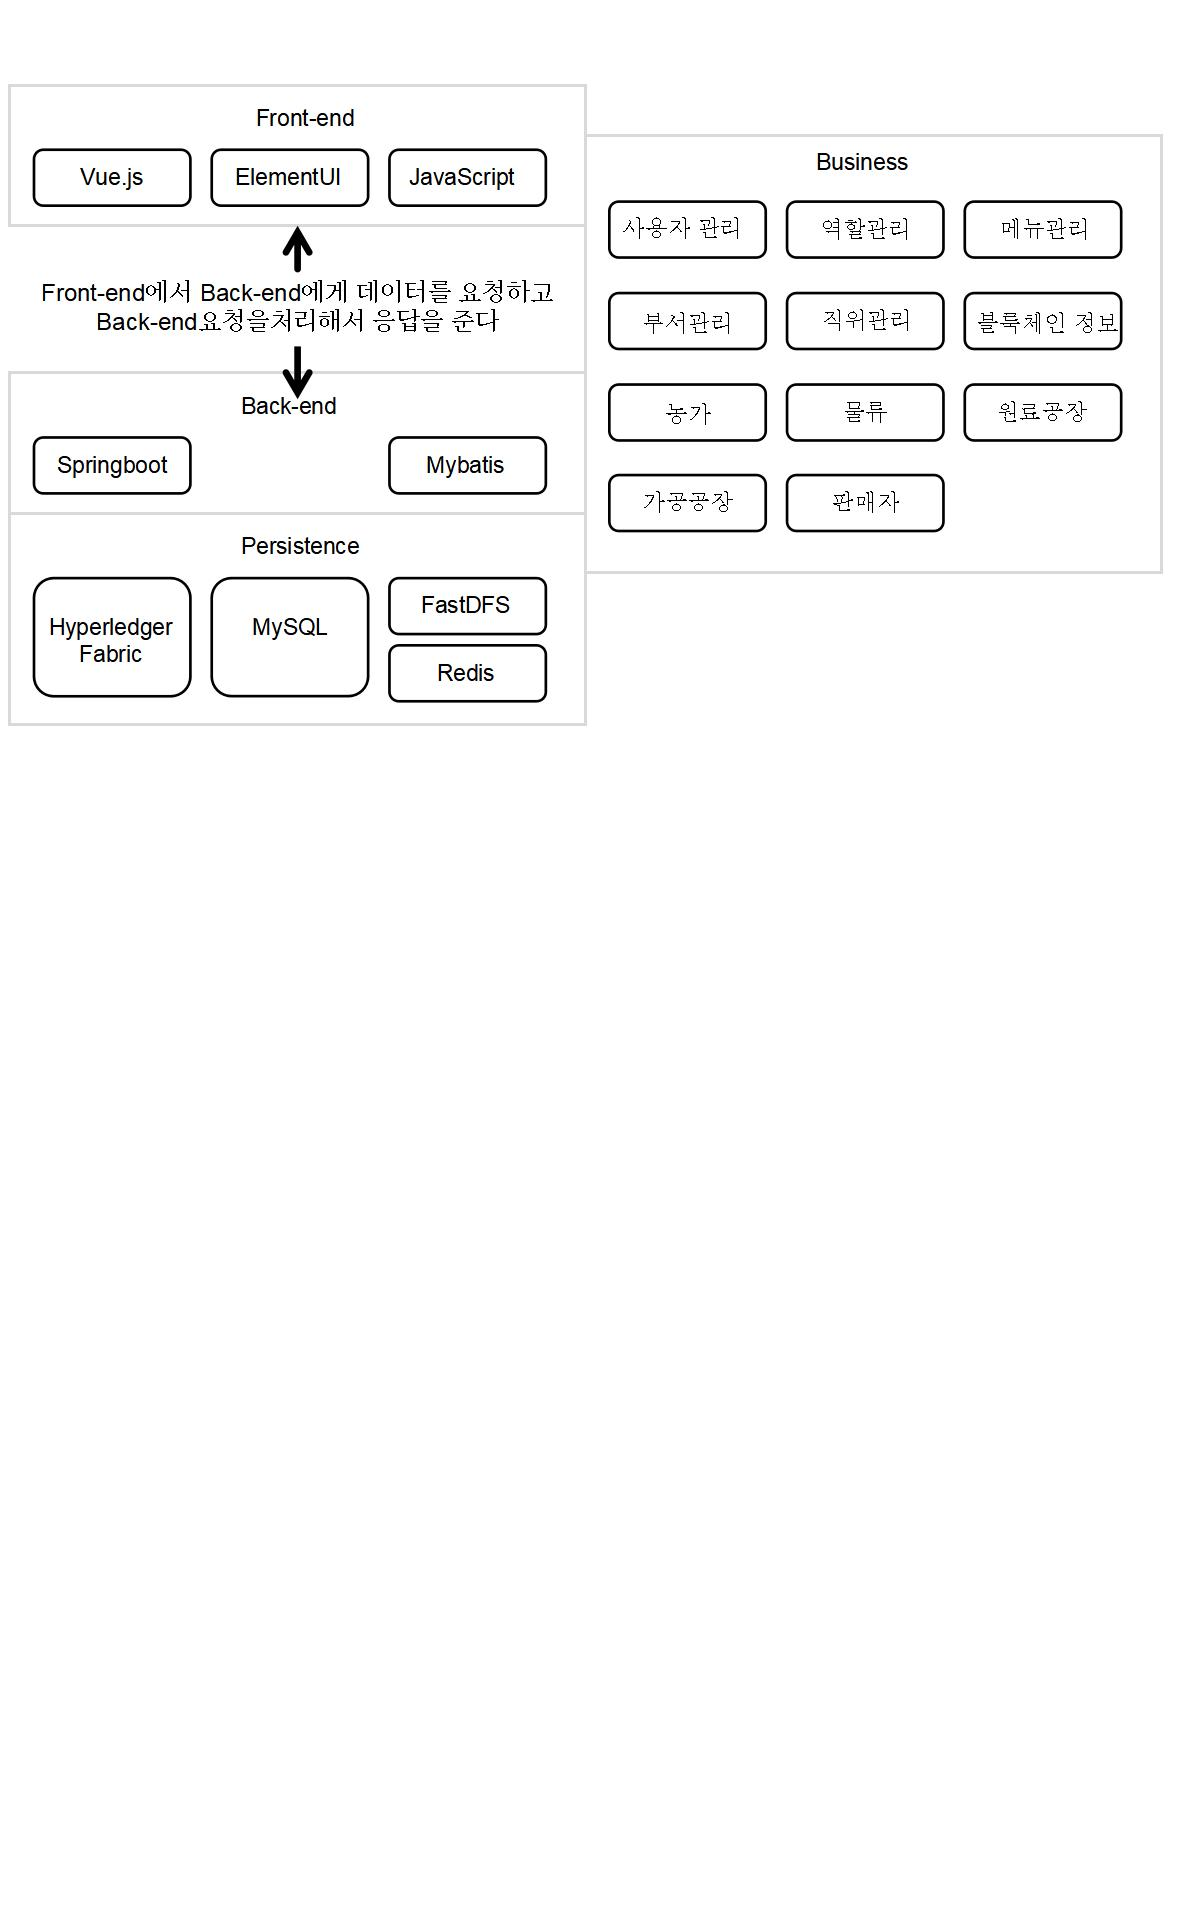 Front-end
Vue.js
ElementUI
JavaScript
Front-end에서 Back-end에게 데이터를 요청하고
Back-end요청을처리해서 응답을 준다
Back-end
Springboot
Mybatis
Persistence
Hyperledger
Fabric
MySQL
FastDFS
Redis
Business
사용자 관리
역할관리
메뉴관리
부서관리
직위관리
블록체인 정보
농가
물류
원료공장
가공공장
판매자